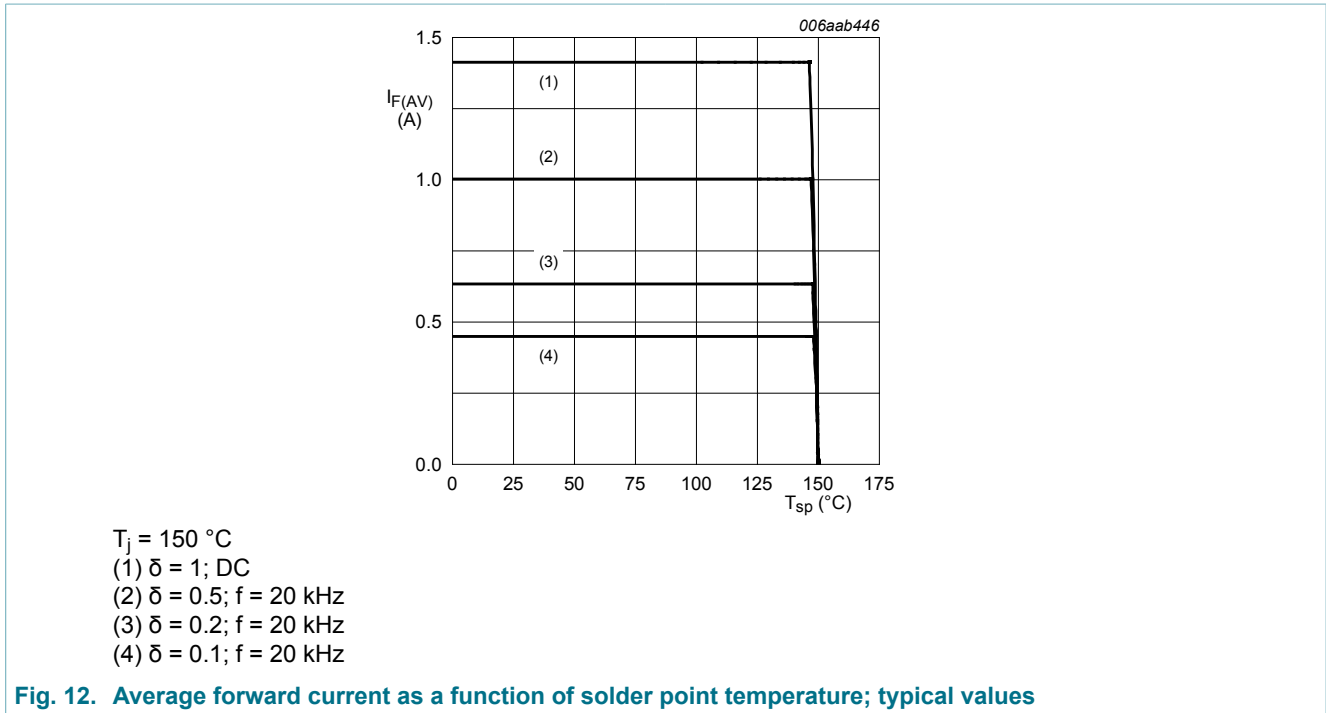 006aab446
1.5
I_F(AV)
(A)
(1)
(2)
1.0
(3)
0.5
(4)
0.0
0 25 50 75 100 125 150 175
T_sp (°C)
T_j = 150 °C
(1) δ = 1; DC
(2) δ = 0.5; f = 20 kHz
(3) δ = 0.2; f = 20 kHz
(4) δ = 0.1; f = 20 kHz
Fig. 12. Average forward current as a function of solder point temperature; typical values